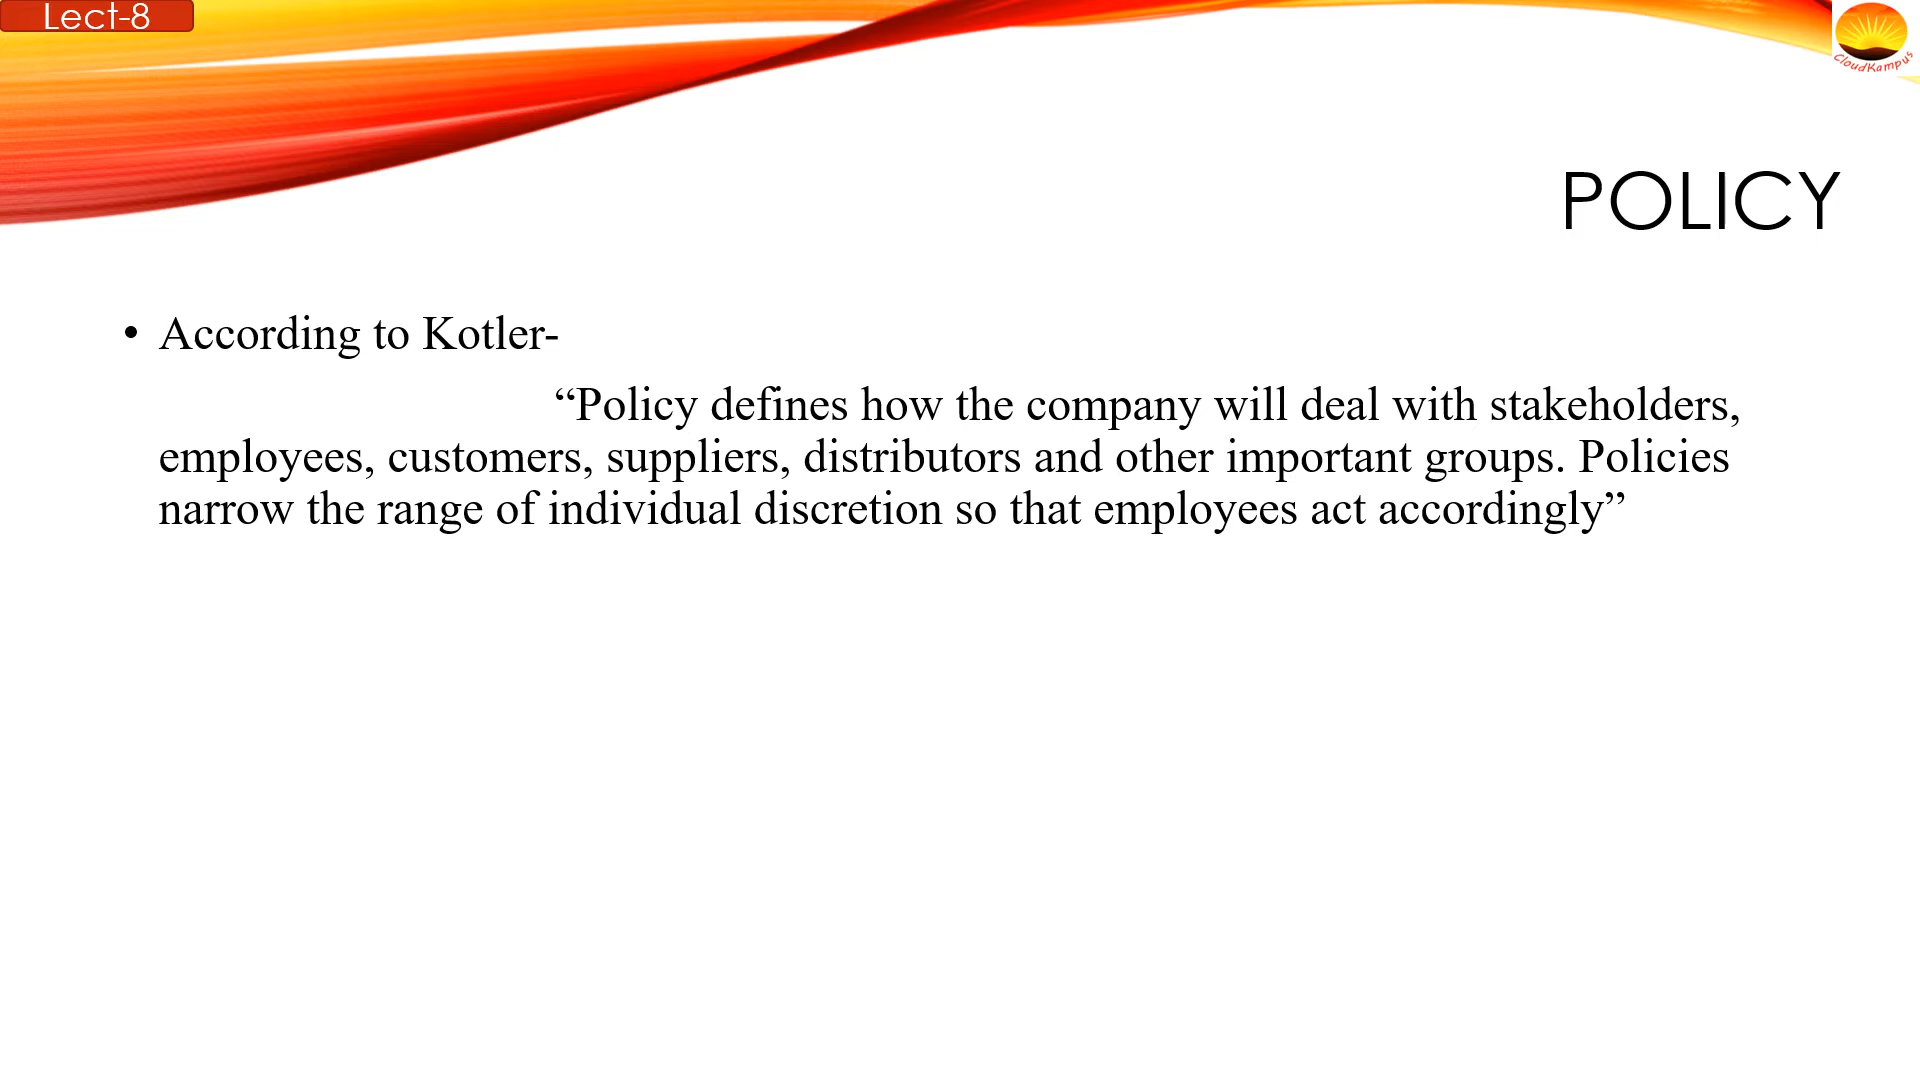 Lect-8
CloudKampus
POLICY
• According to Kotler-
“Policy defines how the company will deal with stakeholders,
employees, customers, suppliers, distributors and other important groups. Policies
narrow the range of individual discretion so that employees act accordingly”